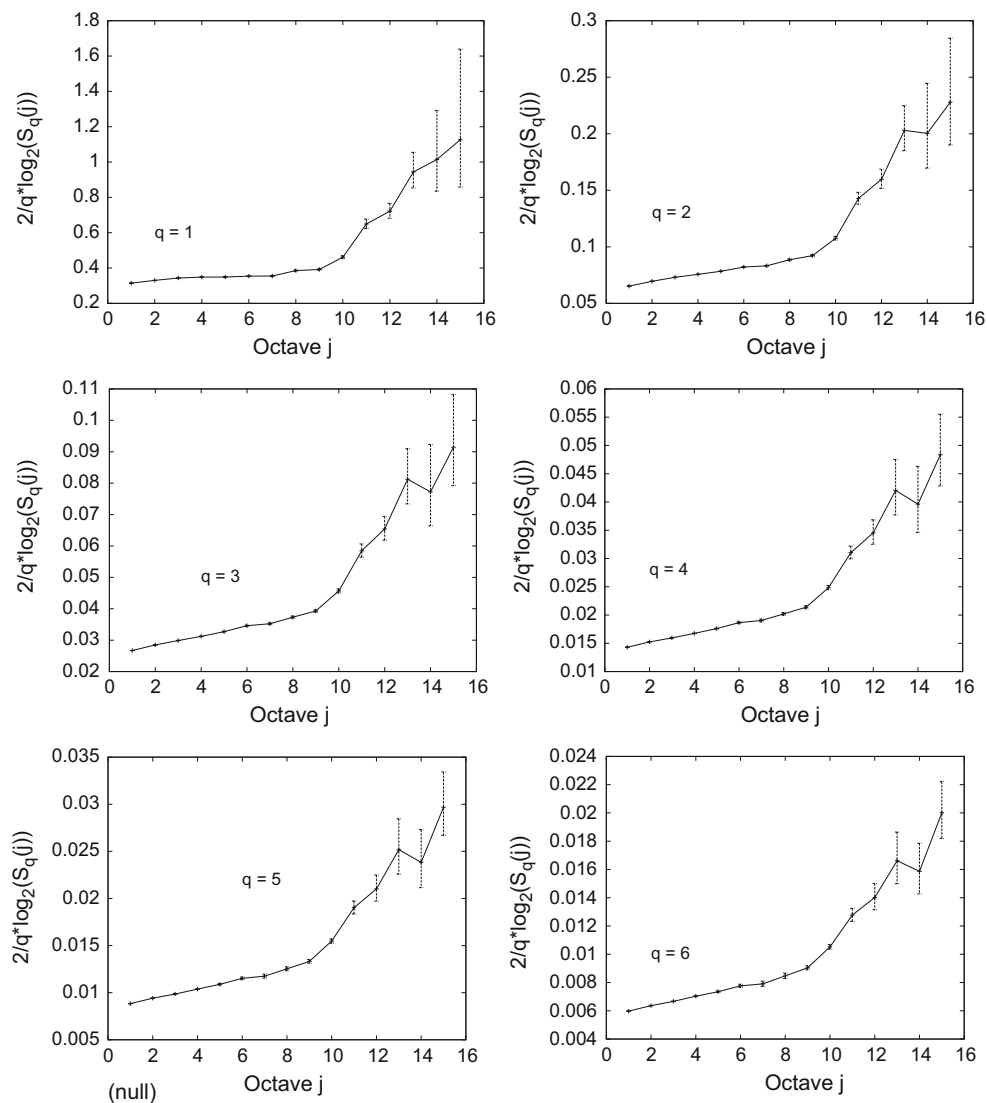 1.8
1.6
1.4
1.2
1
0.8
0.6
0.4
0.2
2/q*log₂(S_q(j))
q = 1
0 2 4 6 8 10 12 14 16
Octave j
0.3
0.25
0.2
0.15
0.1
0.05
2/q*log₂(S_q(j))
q = 2
0 2 4 6 8 10 12 14 16
Octave j
0.11
0.1
0.09
0.08
0.07
0.06
0.05
0.04
0.03
0.02
2/q*log₂(S_q(j))
q = 3
0 2 4 6 8 10 12 14 16
Octave j
0.06
0.055
0.05
0.045
0.04
0.035
0.03
0.025
0.02
0.015
0.01
2/q*log₂(S_q(j))
q = 4
0 2 4 6 8 10 12 14 16
Octave j
0.035
0.03
0.025
0.02
0.015
0.01
0.005
2/q*log₂(S_q(j))
q = 5
0 2 4 6 8 10 12 14 16
Octave j
(null)
0.024
0.022
0.02
0.018
0.016
0.014
0.012
0.01
0.008
0.006
0.004
2/q*log₂(S_q(j))
q = 6
0 2 4 6 8 10 12 14 16
Octave j